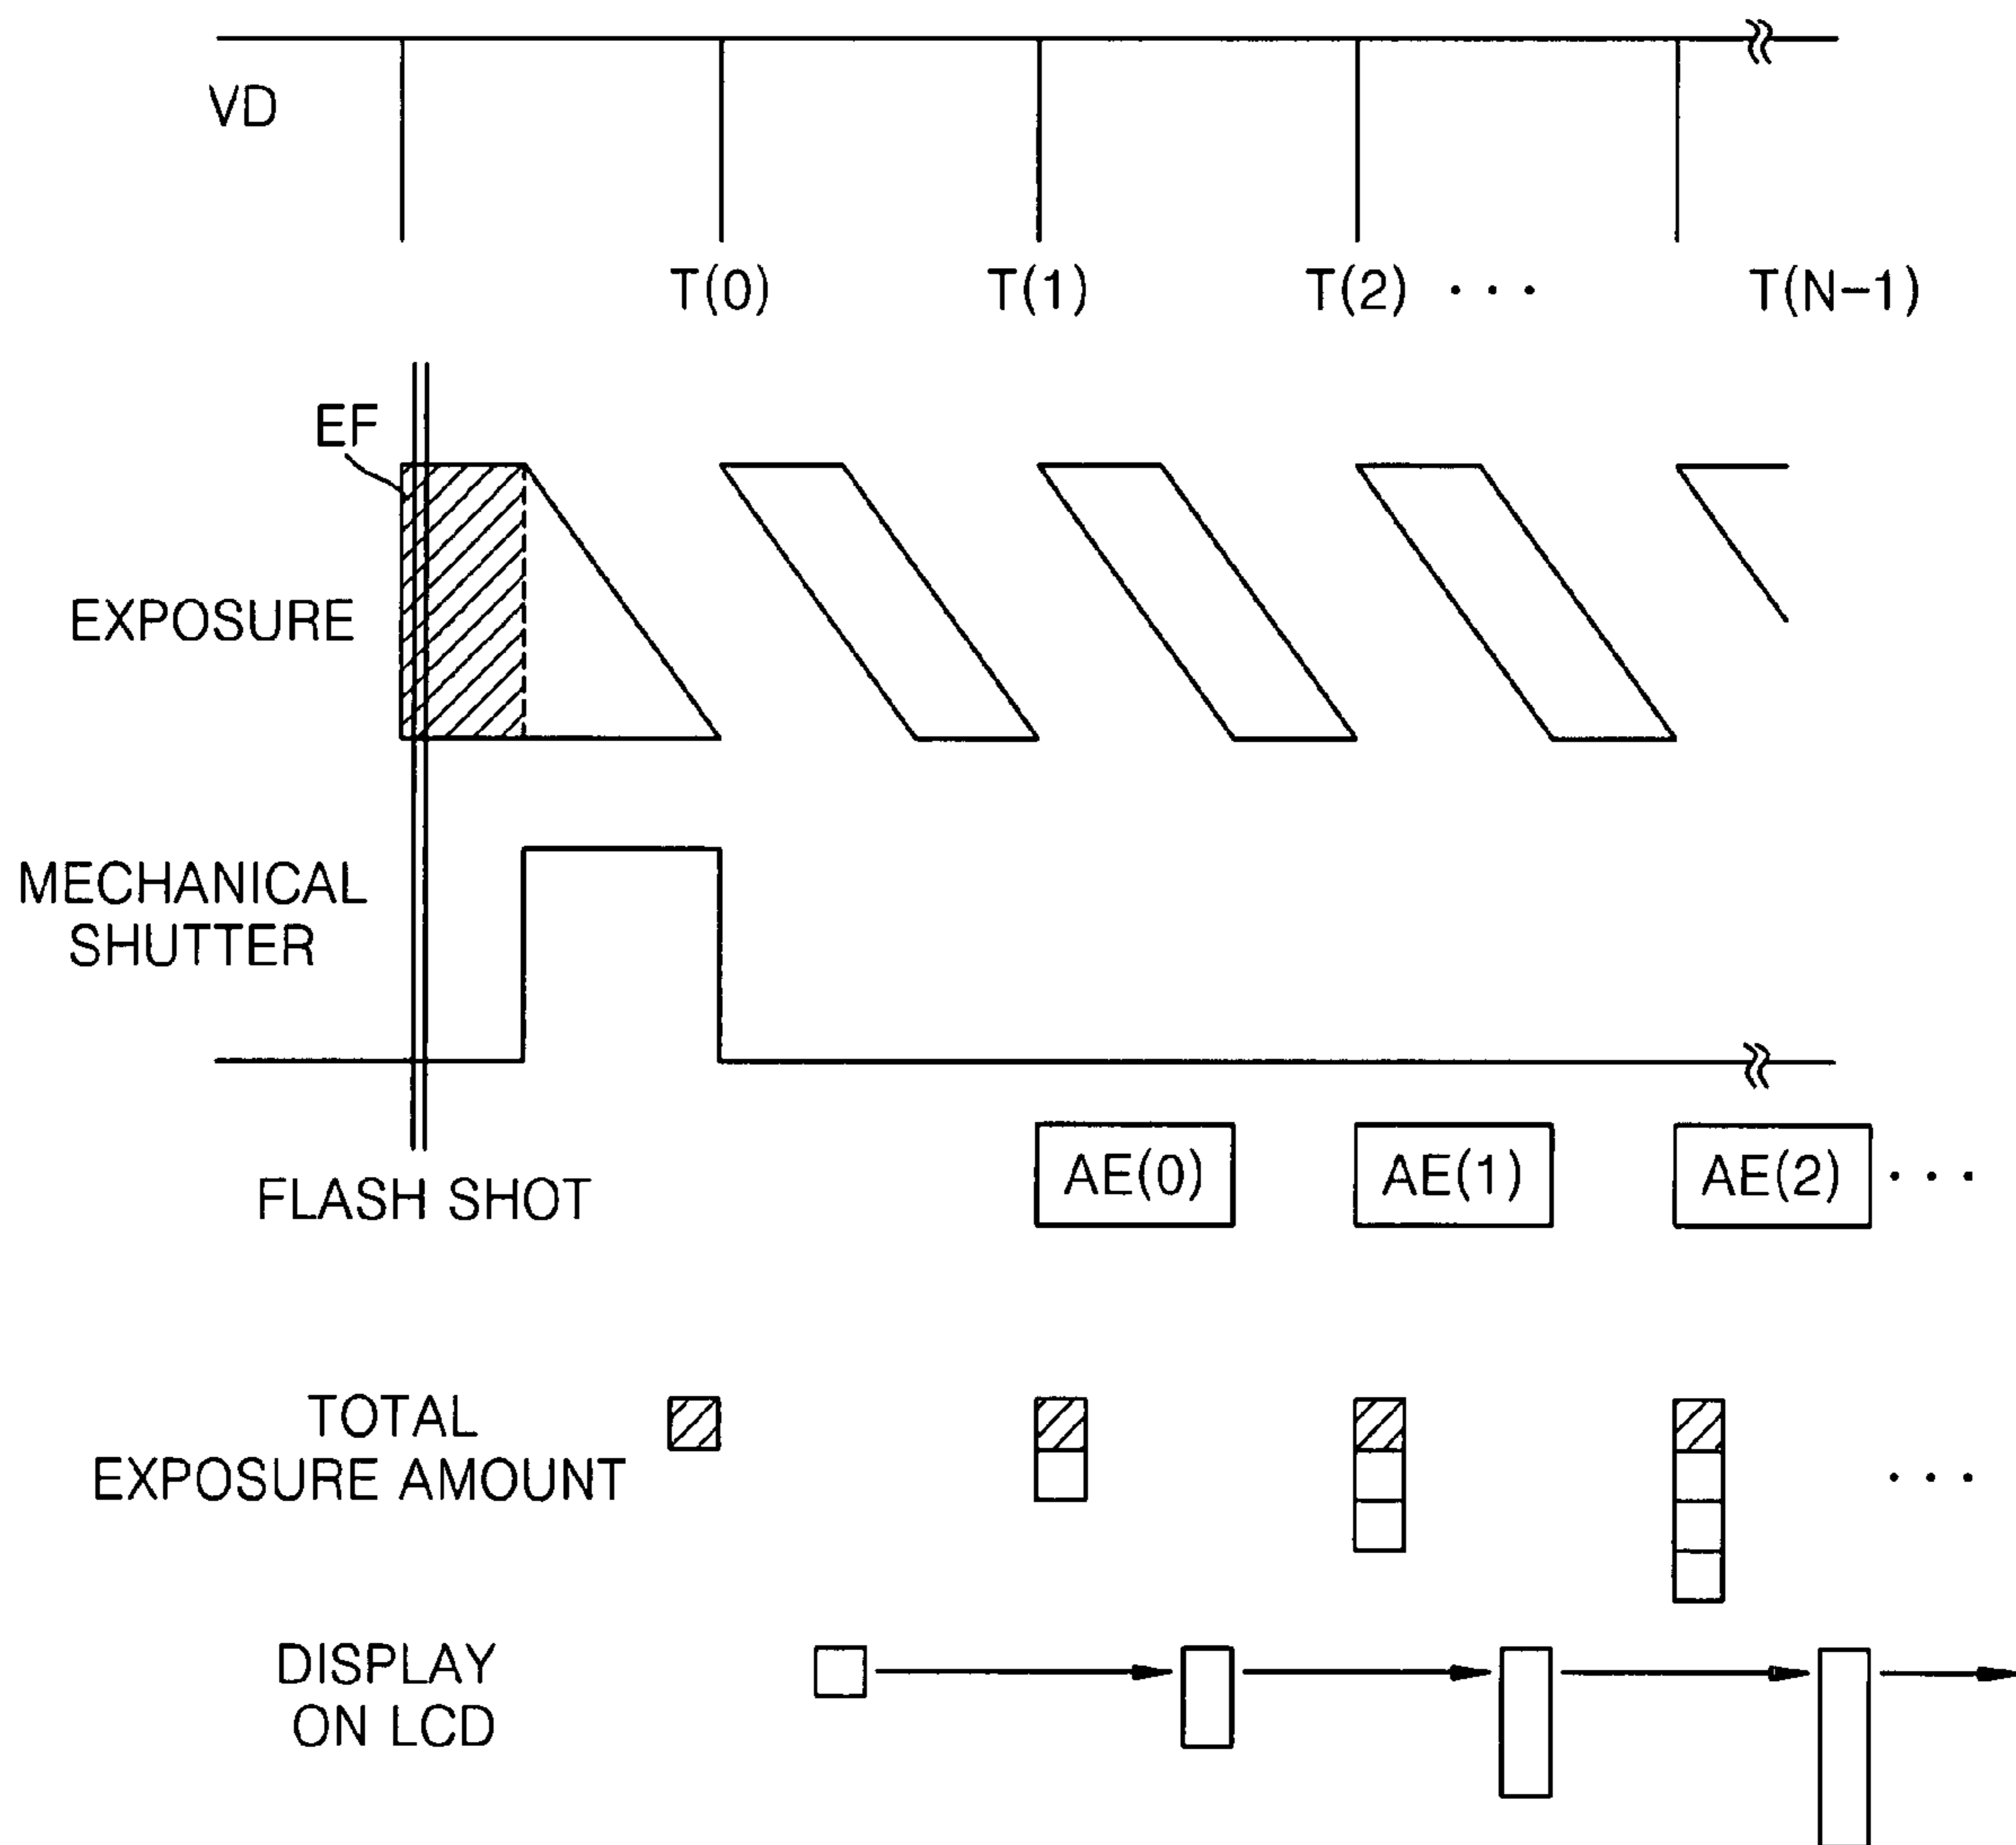 VD
T(0) T(1) T(2) · · · T(N-1)
EF
EXPOSURE
MECHANICAL
SHUTTER
FLASH SHOT
AE(0) AE(1) AE(2) · · ·
TOTAL
EXPOSURE AMOUNT · · ·
DISPLAY
ON LCD